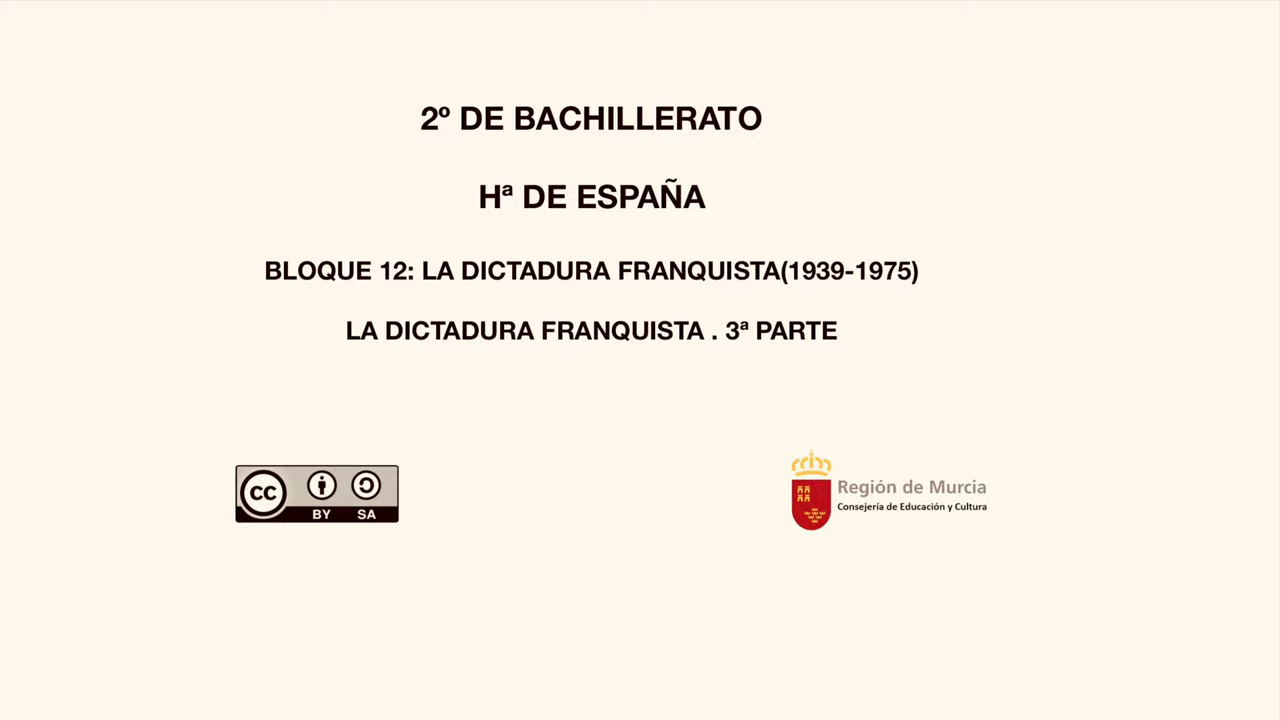 2º DE BACHILLERATO
Hª DE ESPAÑA
BLOQUE 12: LA DICTADURA FRANQUISTA(1939-1975)
LA DICTADURA FRANQUISTA . 3ª PARTE
cc
BY SA
Región de Murcia
Consejería de Educación y Cultura